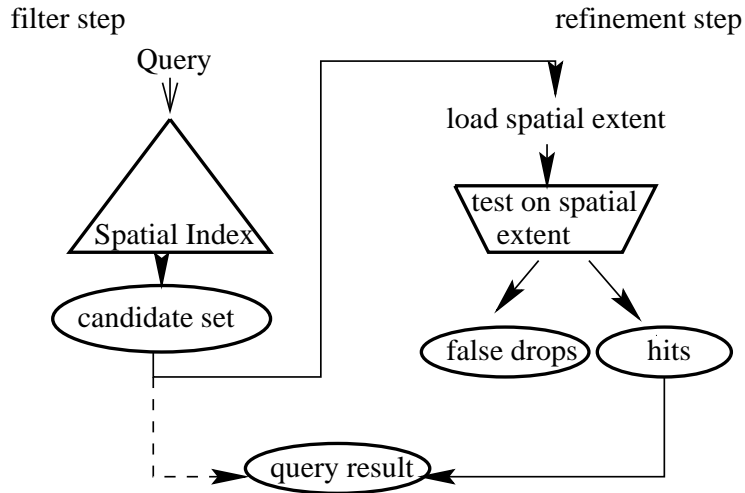 filter step
refinement step
Query
load spatial extent
test on spatial
extent
Spatial Index
candidate set
false drops
hits
query result